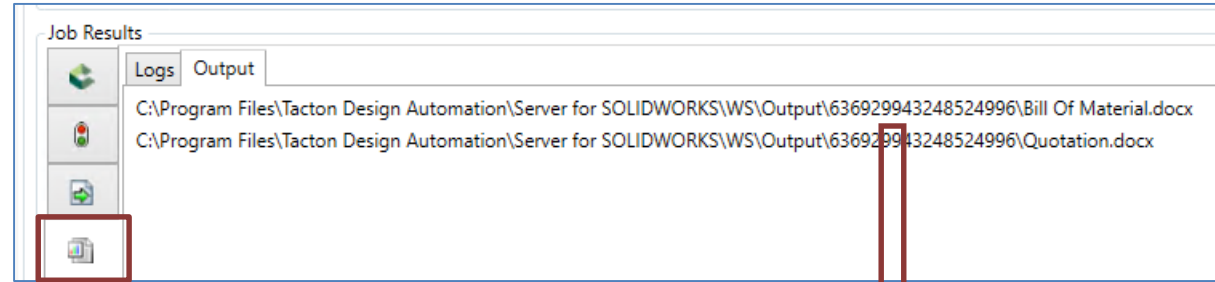 Job Results
Logs Output
C:\Program Files\Tacton Design Automation\Server for SOLIDWORKS\WS\Output\636929943248524996\Bill Of Material.docx
C:\Program Files\Tacton Design Automation\Server for SOLIDWORKS\WS\Output\636929943248524996\Quotation.docx